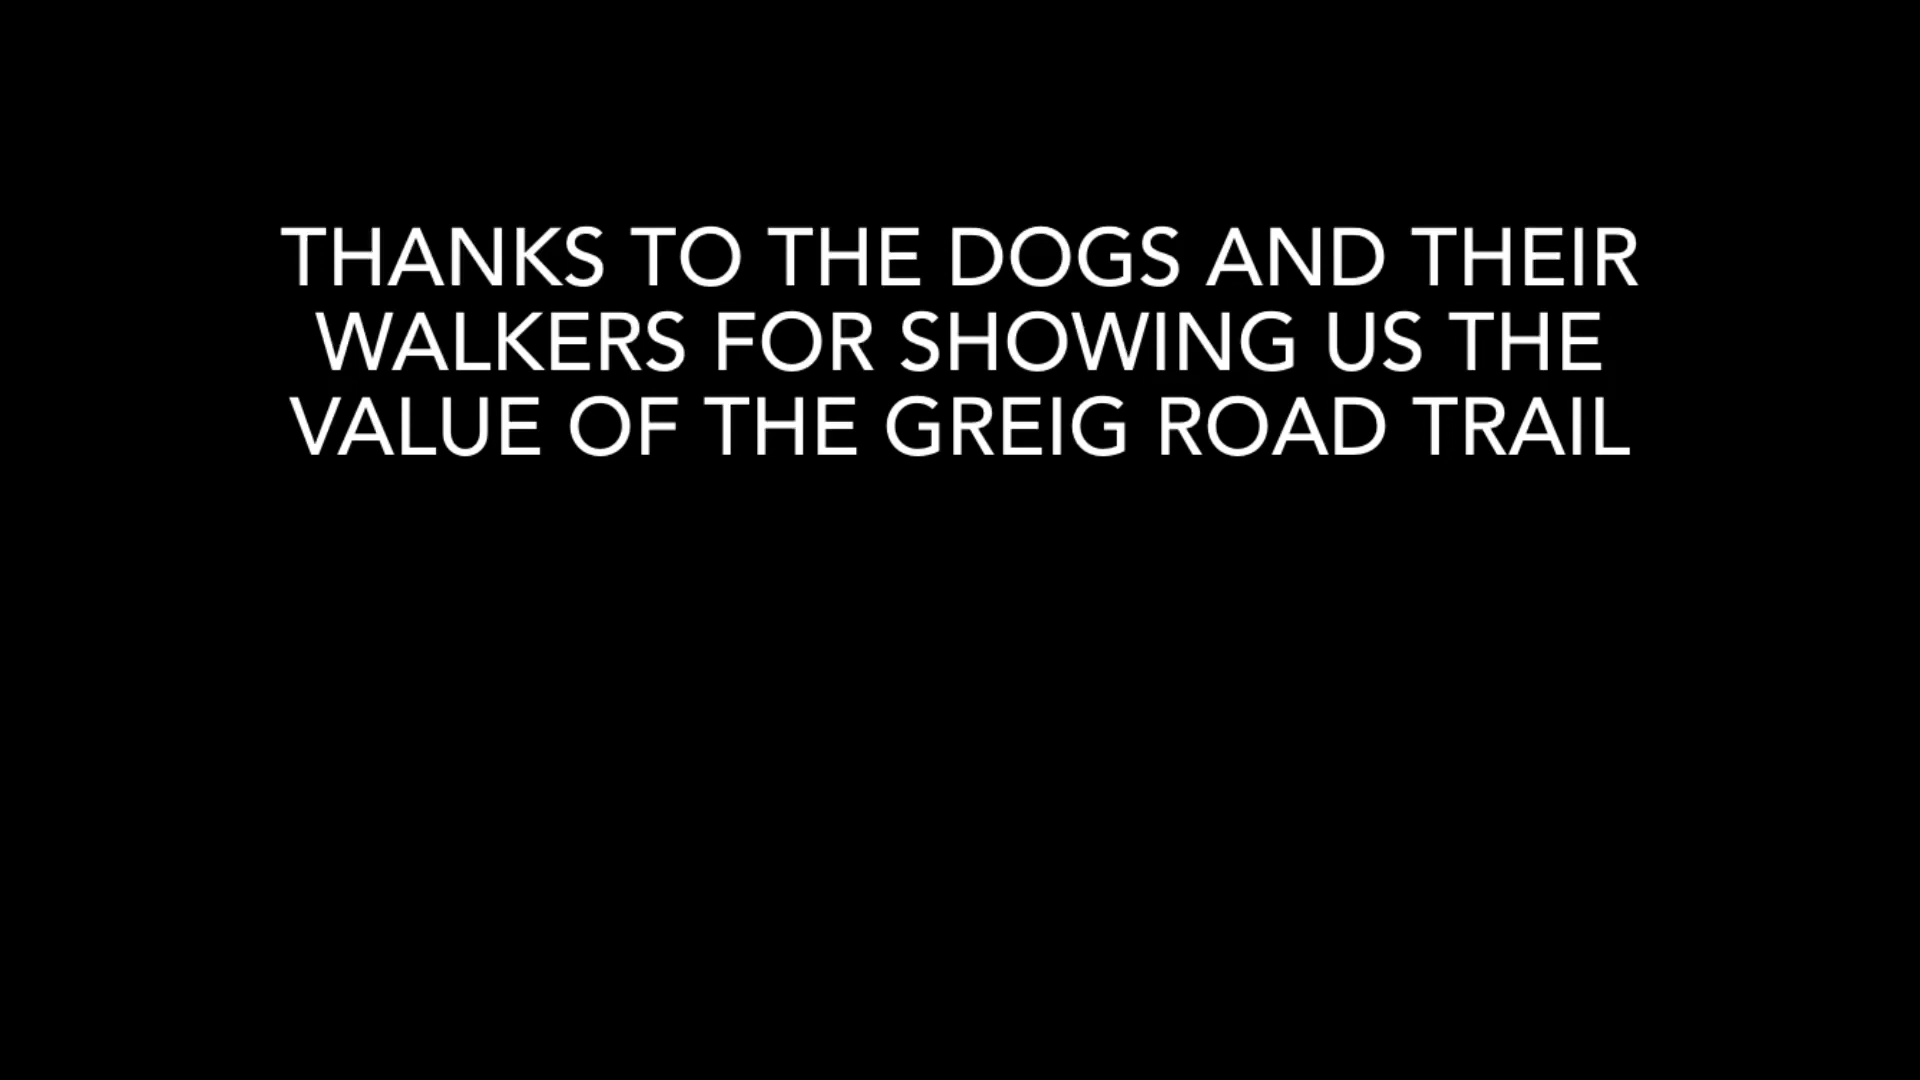 THANKS TO THE DOGS AND THEIR
WALKERS FOR SHOWING US THE
VALUE OF THE GREIG ROAD TRAIL